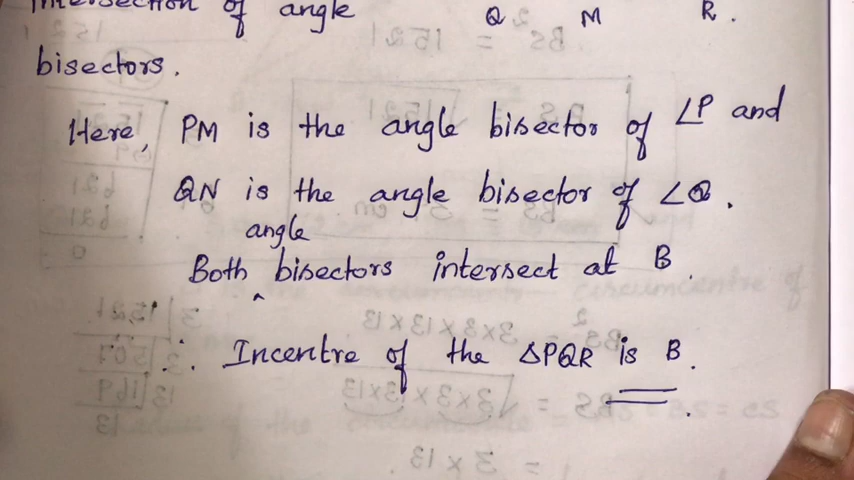 intersection of angle
Q M R.
bisectors.
Here, PM is the angle bisector of ∠P and
QN is the angle bisector of ∠Q.
angle
Both ‸ bisectors intersect at B.
∴ Incentre of the ΔPQR is B.